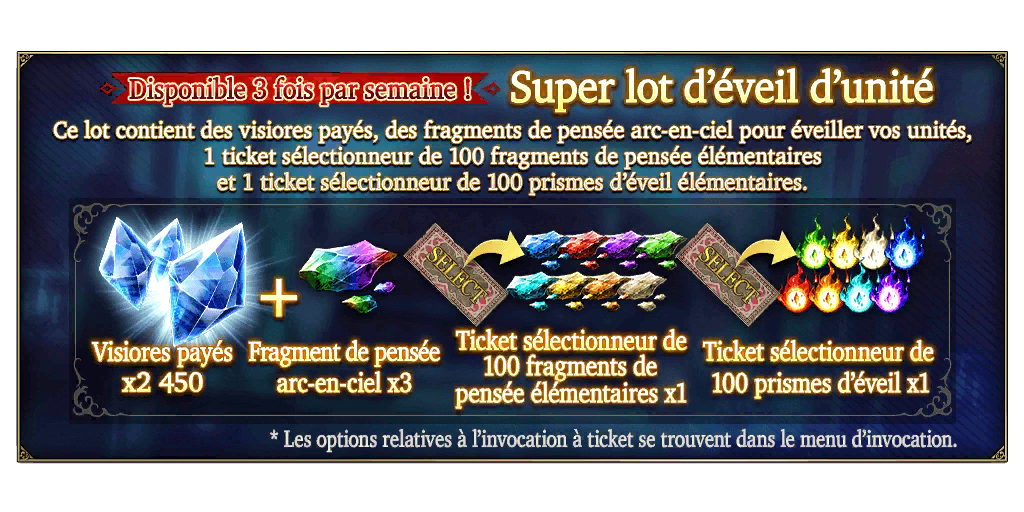 Disponible 3 fois par semaine !
Super lot d'éveil d'unité
Ce lot contient des visiores payés, des fragments de pensée arc-en-ciel pour éveiller vos unités,
1 ticket sélectionneur de 100 fragments de pensée élémentaires
et 1 ticket sélectionneur de 100 prismes d'éveil élémentaires.
SELECT
SELECT
+
Visiores payés
x2 450
Fragment de pensée
arc-en-ciel x3
Ticket sélectionneur de
100 fragments de
pensée élémentaires x1
Ticket sélectionneur de
100 prismes d'éveil x1
* Les options relatives à l'invocation à ticket se trouvent dans le menu d'invocation.